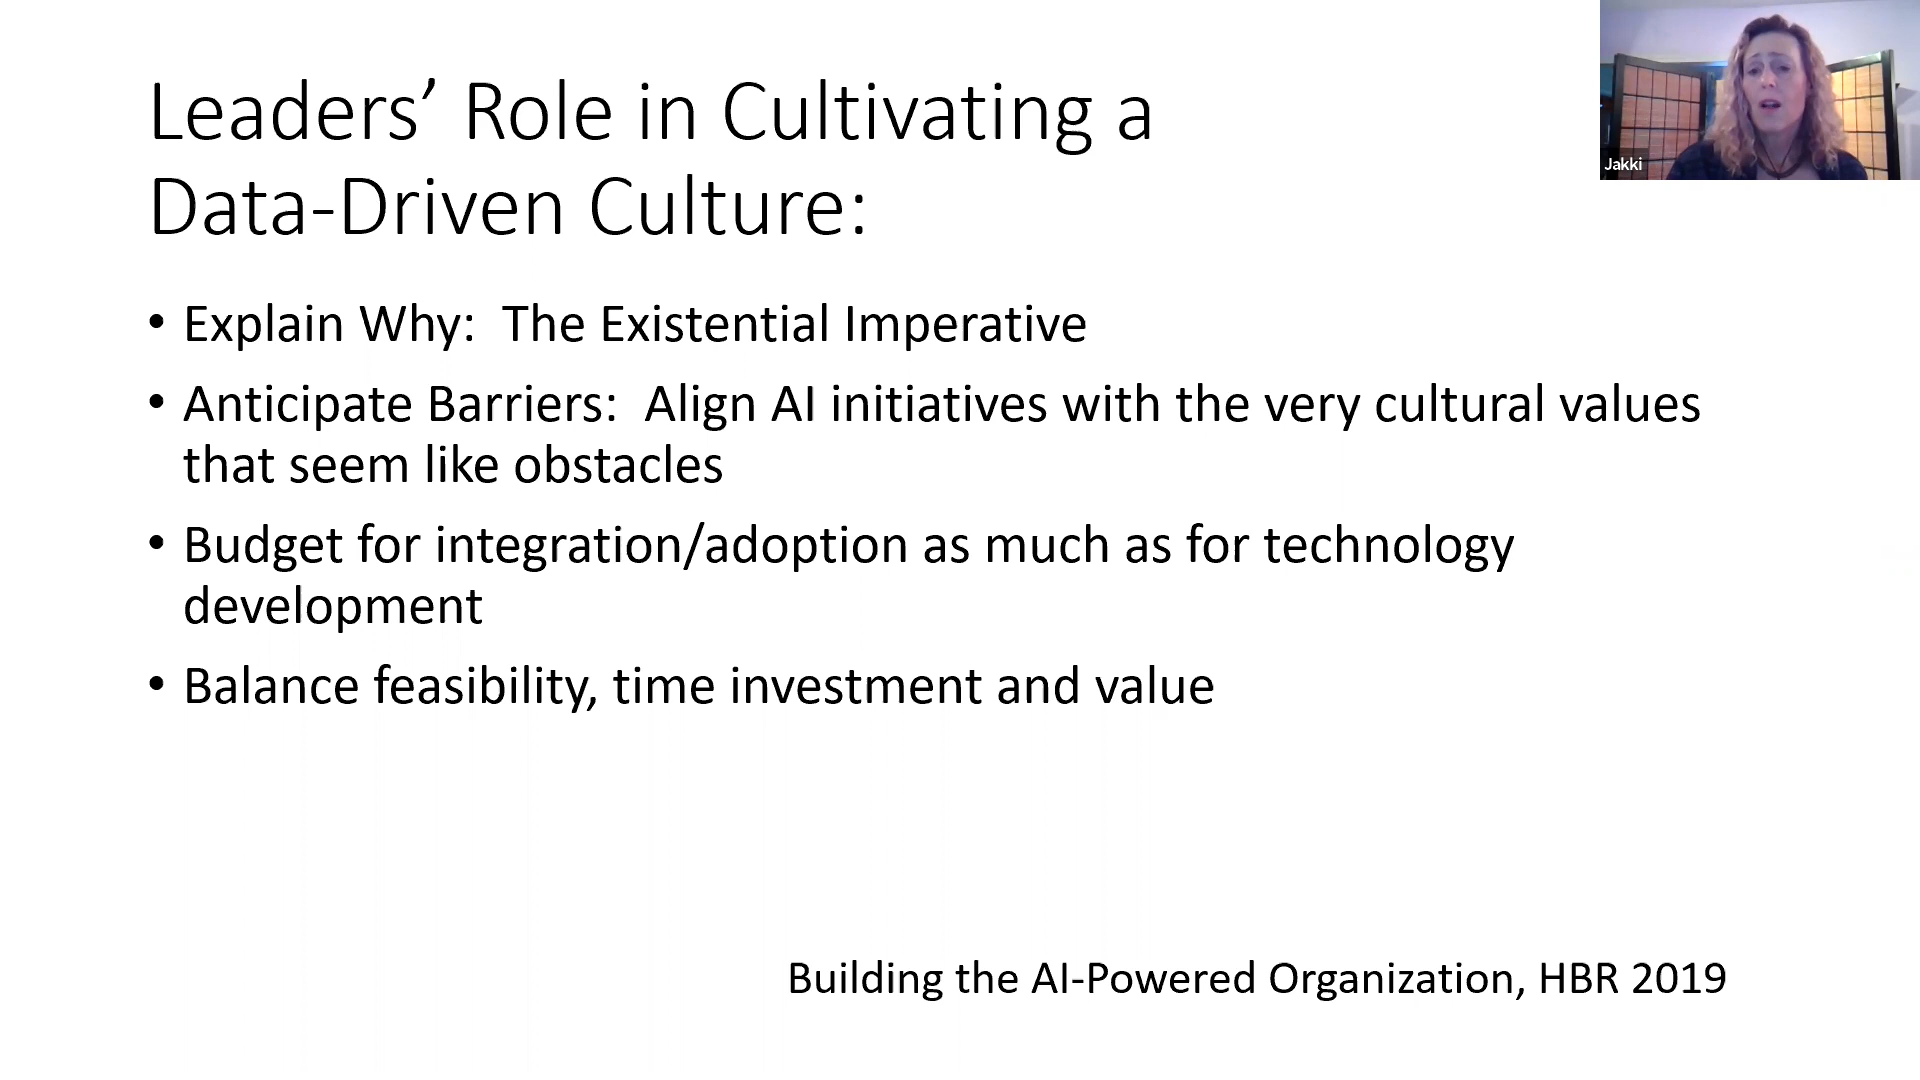 Leaders’ Role in Cultivating a
Data-Driven Culture:
Jakki
• Explain Why:  The Existential Imperative
• Anticipate Barriers:  Align AI initiatives with the very cultural values
that seem like obstacles
• Budget for integration/adoption as much as for technology
development
• Balance feasibility, time investment and value
Building the AI-Powered Organization, HBR 2019